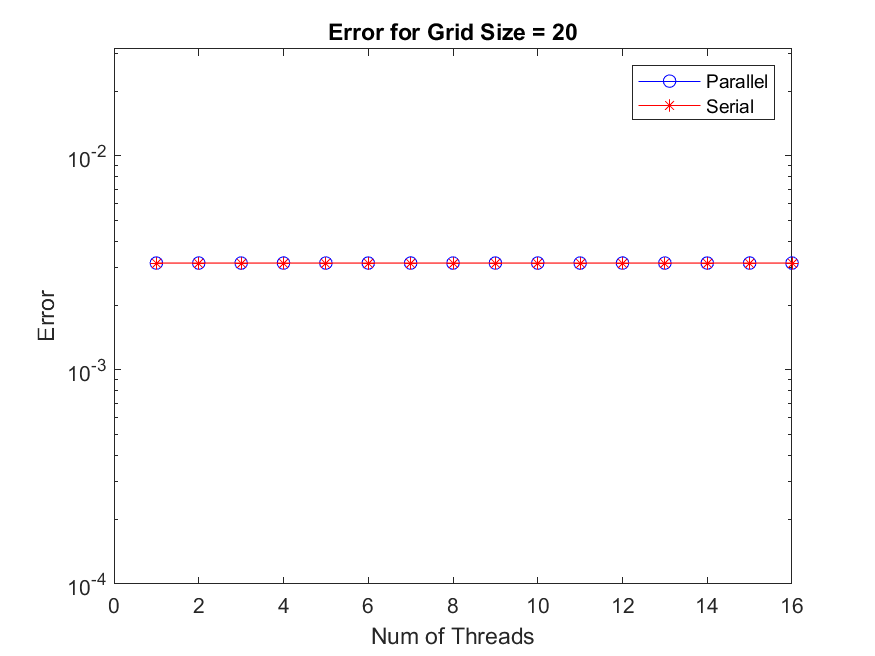 Error for Grid Size = 20
Parallel
Serial
10^-2
10^-3
10^-4
Error
0 2 4 6 8 10 12 14 16
Num of Threads